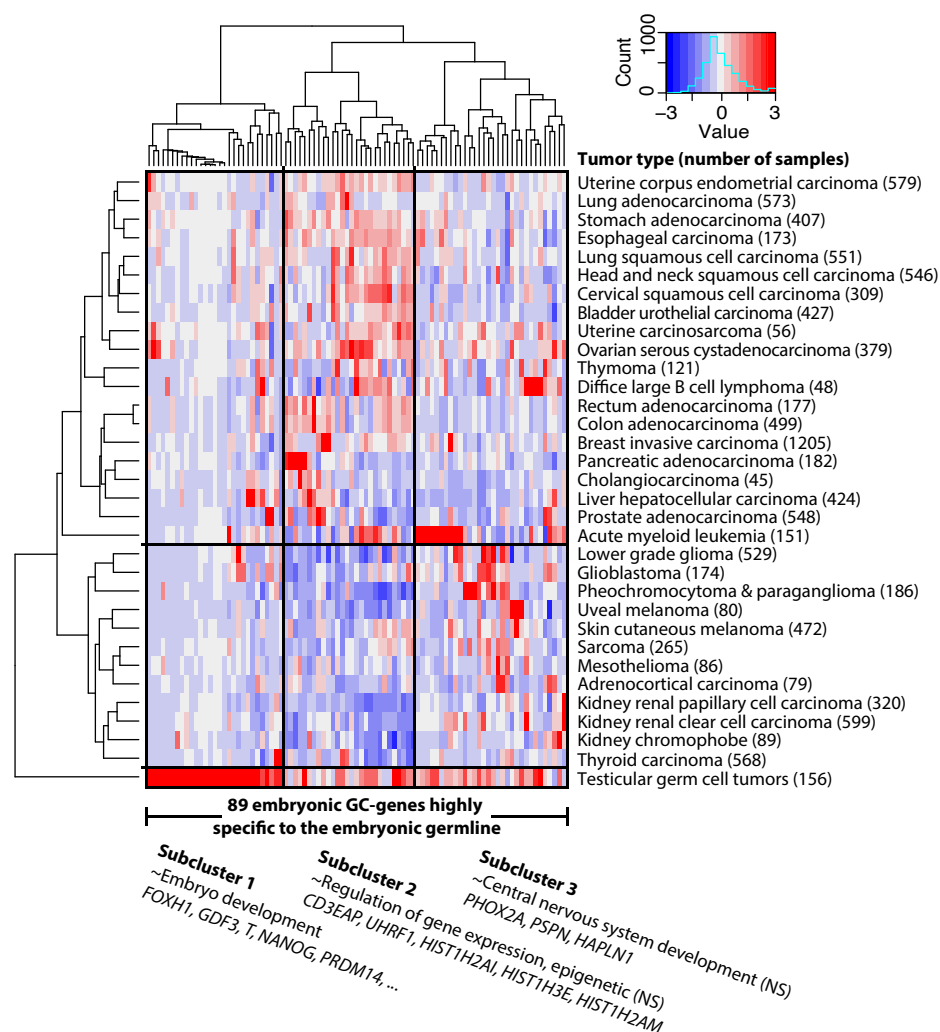 Count
0
1000
−3
0
3
Value
Tumor type (number of samples)
Uterine corpus endometrial carcinoma (579)
Lung adenocarcinoma (573)
Stomach adenocarcinoma (407)
Esophageal carcinoma (173)
Lung squamous cell carcinoma (551)
Head and neck squamous cell carcinoma (546)
Cervical squamous cell carcinoma (309)
Bladder urothelial carcinoma (427)
Uterine carcinosarcoma (56)
Ovarian serous cystadenocarcinoma (379)
Thymoma (121)
Diffice large B cell lymphoma (48)
Rectum adenocarcinoma (177)
Colon adenocarcinoma (499)
Breast invasive carcinoma (1205)
Pancreatic adenocarcinoma (182)
Cholangiocarcinoma (45)
Liver hepatocellular carcinoma (424)
Prostate adenocarcinoma (548)
Acute myeloid leukemia (151)
Lower grade glioma (529)
Glioblastoma (174)
Pheochromocytoma & paraganglioma (186)
Uveal melanoma (80)
Skin cutaneous melanoma (472)
Sarcoma (265)
Mesothelioma (86)
Adrenocortical carcinoma (79)
Kidney renal papillary cell carcinoma (320)
Kidney renal clear cell carcinoma (599)
Kidney chromophobe (89)
Thyroid carcinoma (568)
Testicular germ cell tumors (156)
89 embryonic GC-genes highly
specific to the embryonic germline
Subcluster 1
~Embryo development
FOXH1, GDF3, T, NANOG, PRDM14, ...
Subcluster 2
~Regulation of gene expression, epigenetic (NS)
CD3EAP, UHRF1, HIST1H2AI, HIST1H3E, HIST1H2AM
Subcluster 3
~Central nervous system development (NS)
PHOX2A, PSPN, HAPLN1